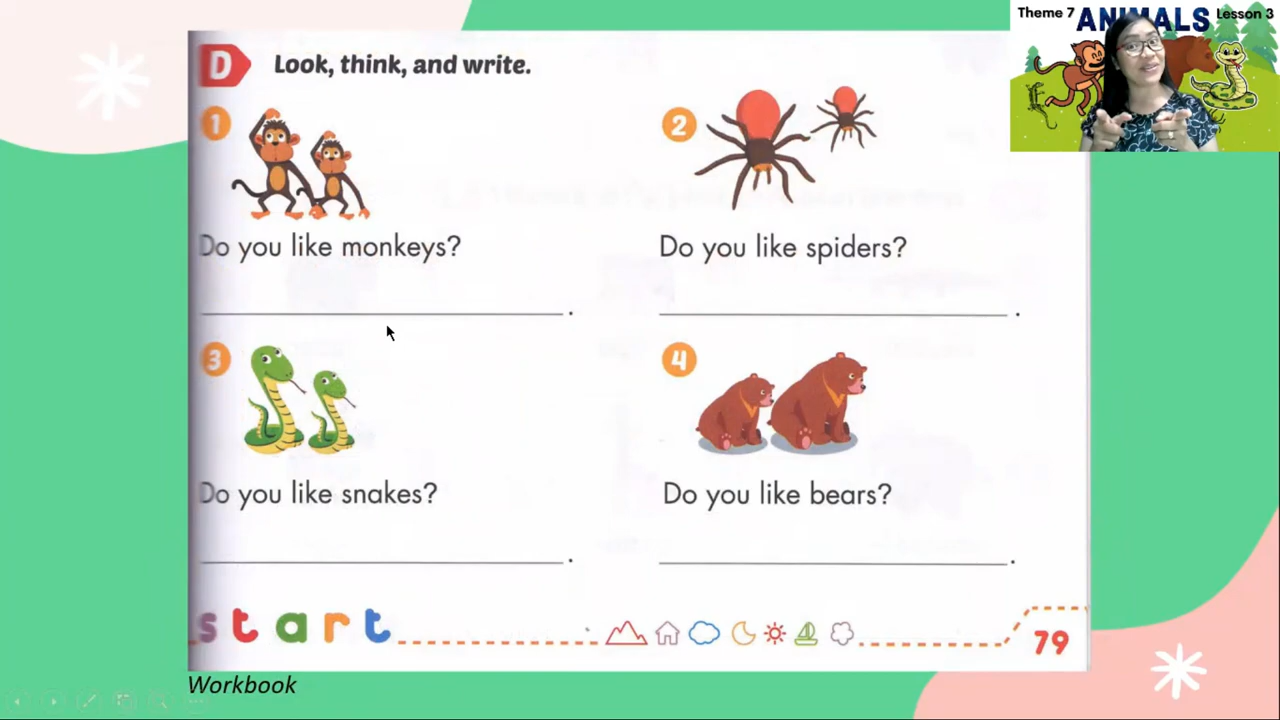 Theme 7 ANIMALS Lesson 3
D Look, think, and write.
1
2
Do you like monkeys?
Do you like spiders?
.
.
3
4
Do you like snakes?
Do you like bears?
.
.
start
79
Workbook